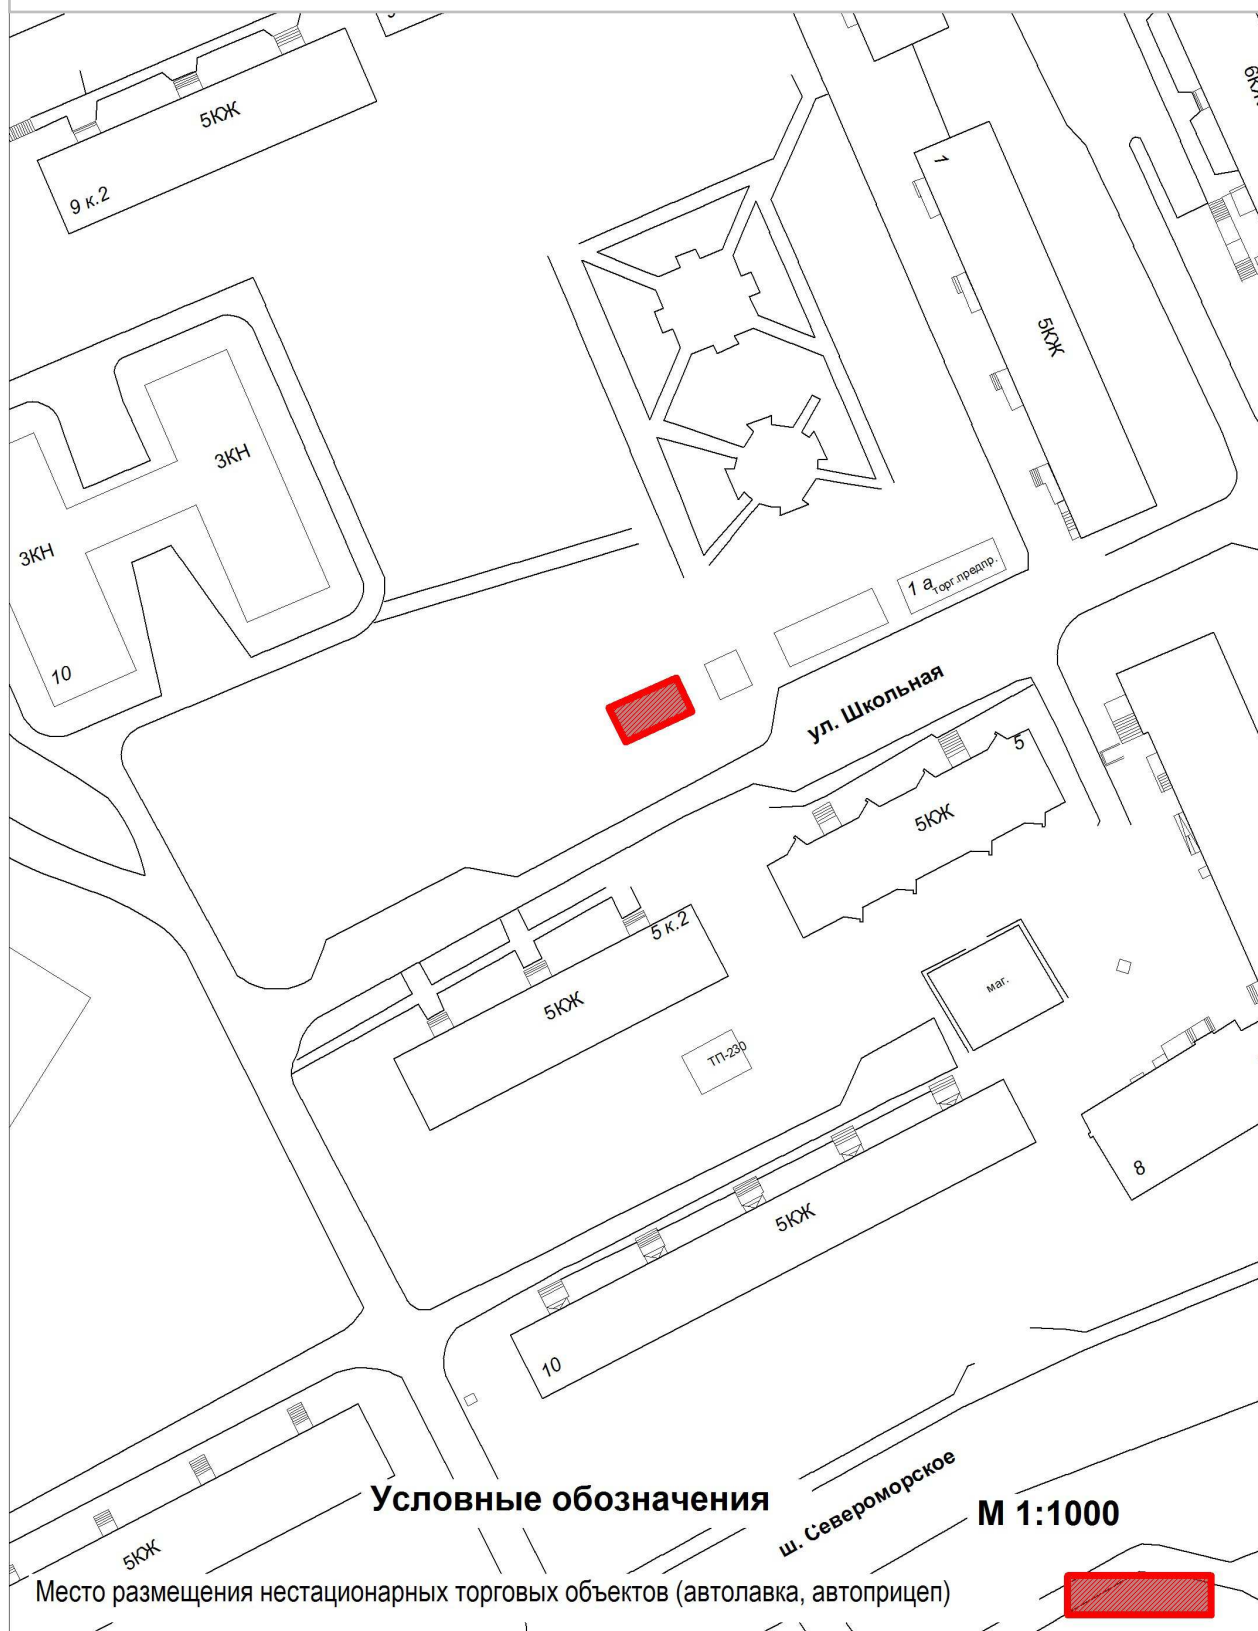 5КЖ
9 к.2
1
5КЖ
3КН
3КН
10
1 а
торг.предпр.
ул. Школьная
5
5КЖ
5 к.2
5КЖ
маг.
ТП-230
8
5КЖ
10
ш. Североморское
5КЖ
Условные обозначения
М 1:1000
Место размещения нестационарных торговых объектов (автолавка, автоприцеп)